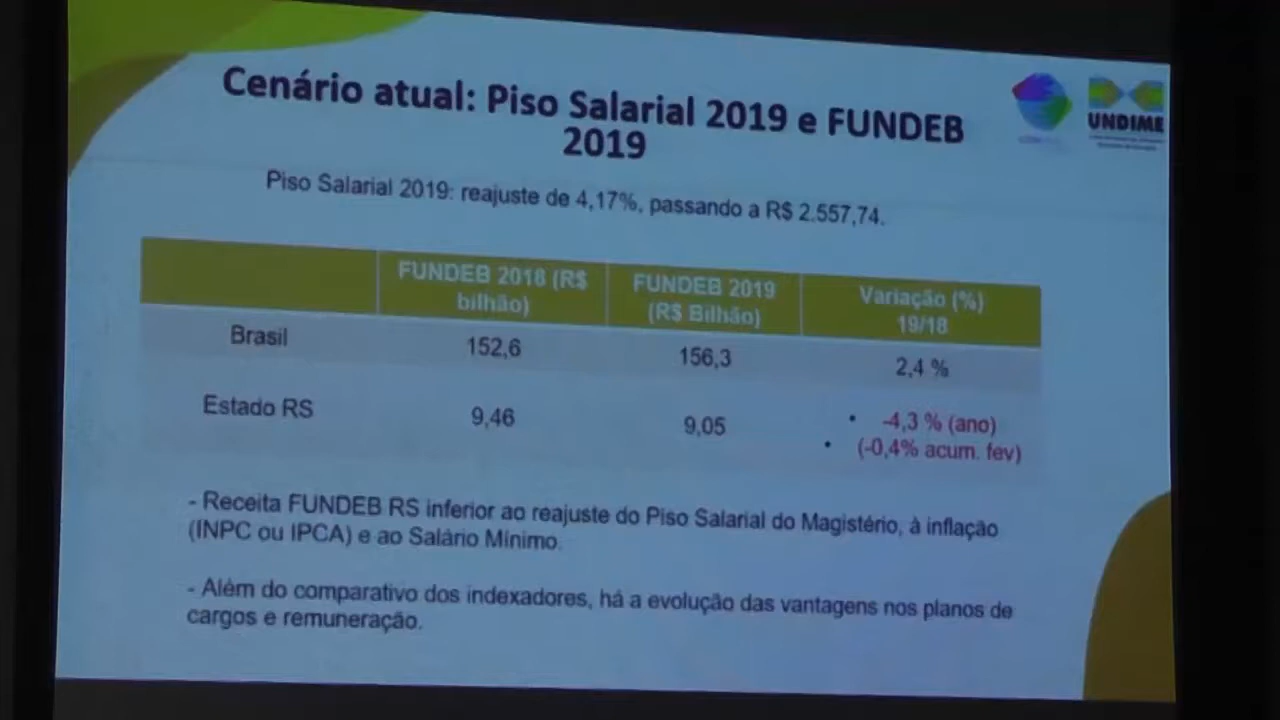 Cenário atual: Piso Salarial 2019 e FUNDEB
2019
UNDIME
Piso Salarial 2019: reajuste de 4,17%, passando a R$ 2.557,74.
FUNDEB 2018 (R$
bilhão)
FUNDEB 2019
(R$ Bilhão)
Variação (%)
19/18
Brasil
152,6
156,3
2,4 %
Estado RS
9,46
9,05
• -4,3 % (ano)
• (-0,4% acum. fev)
- Receita FUNDEB RS inferior ao reajuste do Piso Salarial do Magistério, à inflação
(INPC ou IPCA) e ao Salário Mínimo.
- Além do comparativo dos indexadores, há a evolução das vantagens nos planos de
cargos e remuneração.